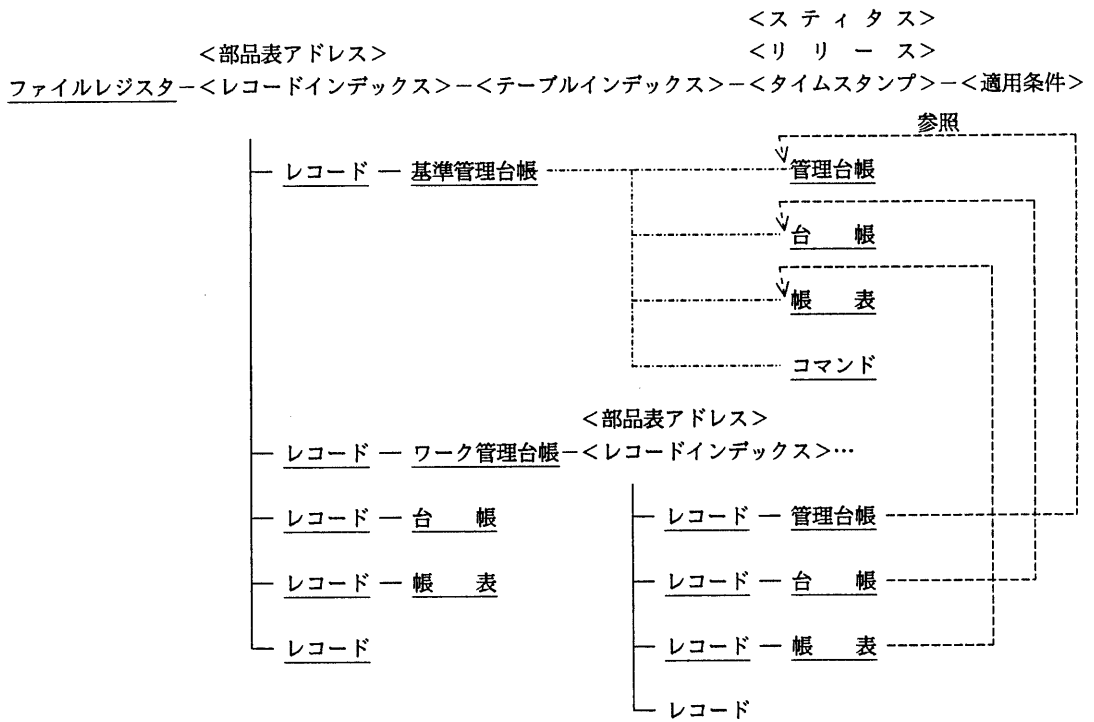 <ス テ ィ タ ス>
<部品表アドレス> <リ リ ー ス>
ファイルレジスタ-<レコードインデックス>-<テーブルインデックス>-<タイムスタンプ>-<適用条件>
参照
レコード ― 基準管理台帳 管理台帳
台 帳
帳 表
コマンド
<部品表アドレス>
レコード ― ワーク管理台帳-<レコードインデックス>…
レコード ― 台 帳 レコード ― 管理台帳
レコード ― 帳 表 レコード ― 台 帳
レコード レコード ― 帳 表
レコード